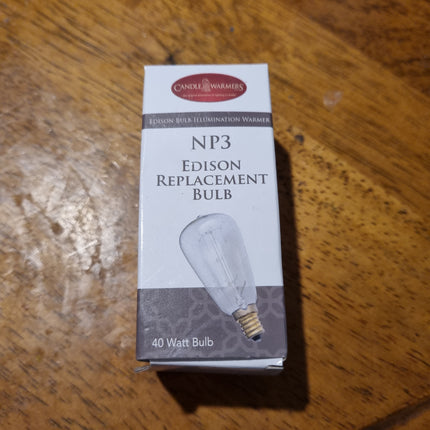 CANDLE WARMERS
EDISON BULB ILLUMINATION WARMER
NP3
EDISON
REPLACEMENT
BULB
40 Watt Bulb